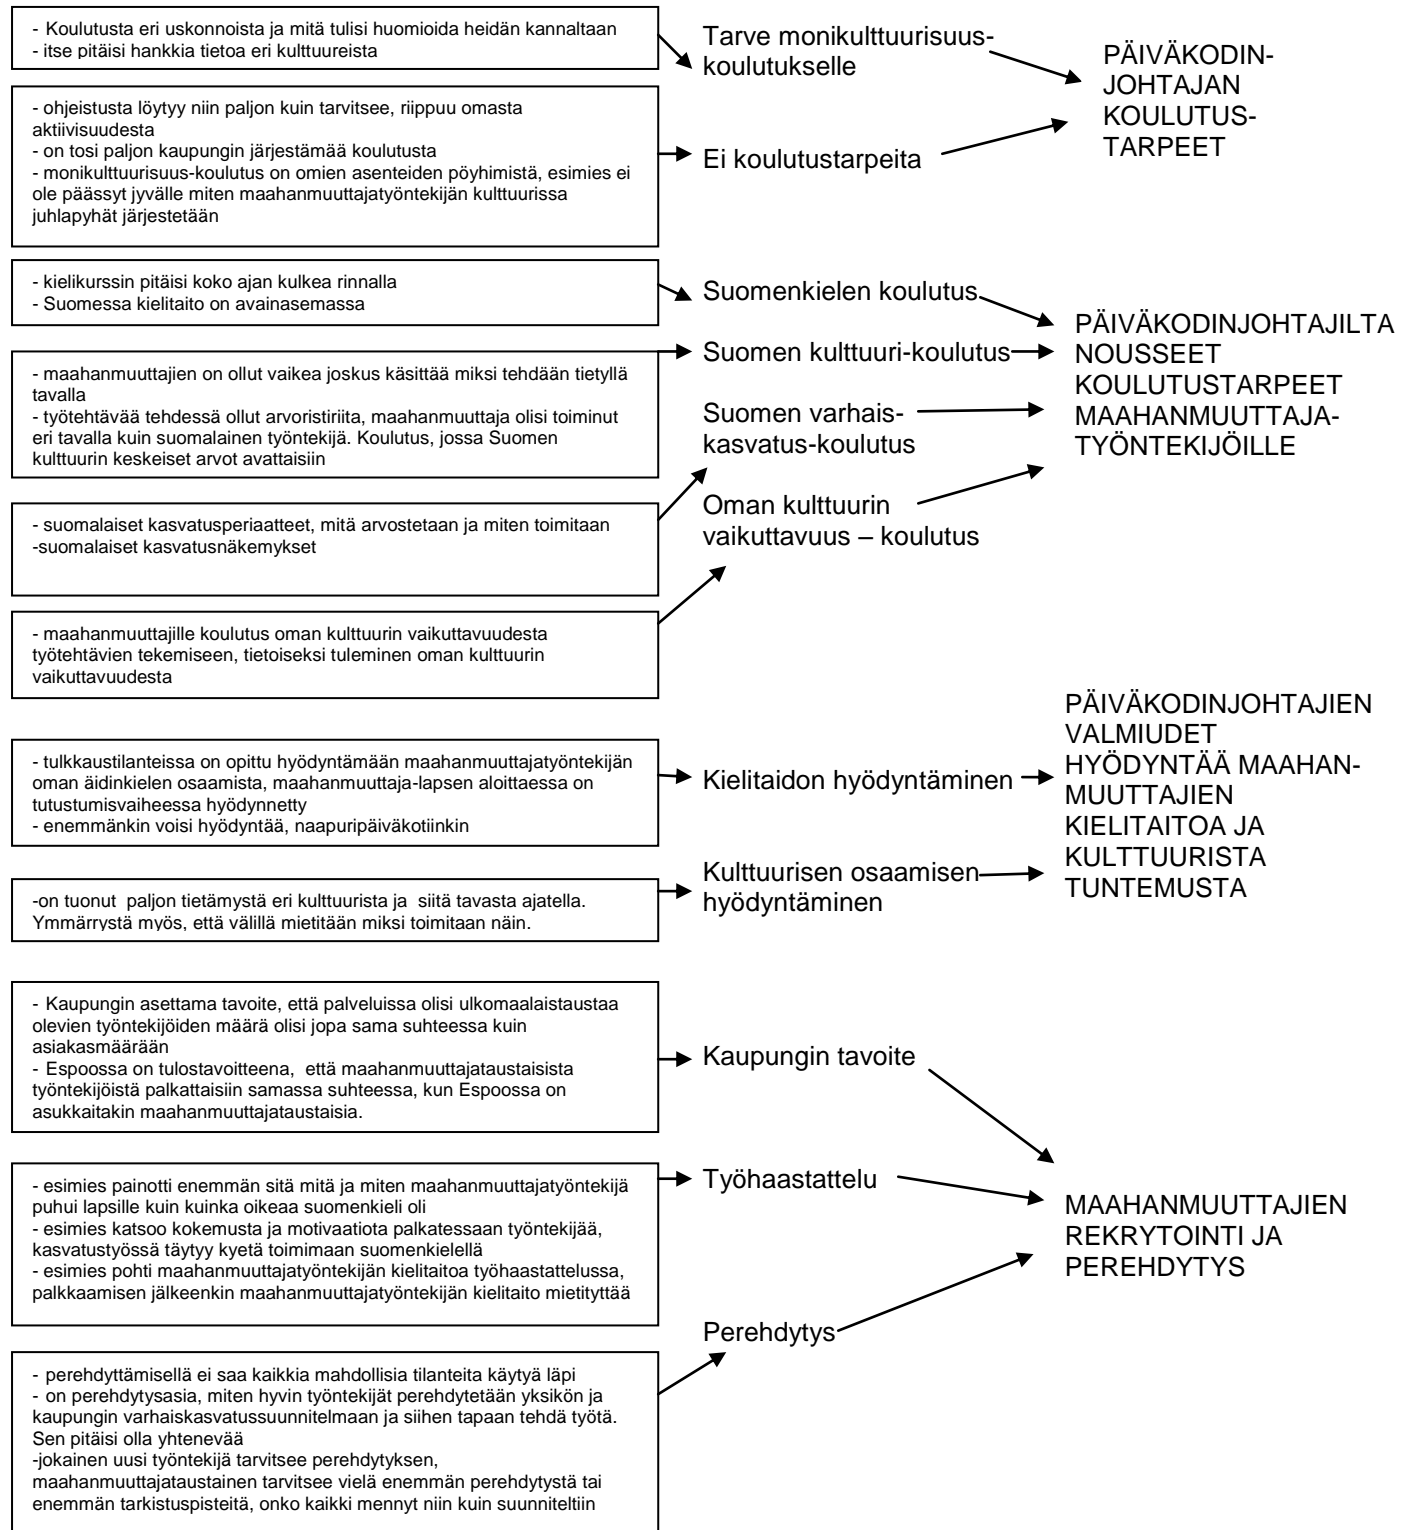 - Koulutusta eri uskonnoista ja mitä tulisi huomioida heidän kannaltaan
- itse pitäisi hankkia tietoa eri kulttuureista
Tarve monikulttuurisuus-
koulutukselle
PÄIVÄKODIN-
JOHTAJAN
KOULUTUS-
TARPEET
- ohjeistusta löytyy niin paljon kuin tarvitsee, riippuu omasta
aktiivisuudesta
- on tosi paljon kaupungin järjestämää koulutusta
- monikulttuurisuus-koulutus on omien asenteiden pöyhimistä, esimies ei
ole päässyt jyvälle miten maahanmuuttajatyöntekijän kulttuurissa
juhlapyhät järjestetään
Ei koulutustarpeita
- kielikurssin pitäisi koko ajan kulkea rinnalla
- Suomessa kielitaito on avainasemassa
Suomenkielen koulutus
PÄIVÄKODINJOHTAJILTA
NOUSSEET
KOULUTUSTARPEET
MAAHANMUUTTAJA-
TYÖNTEKIJÖILLE
Suomen kulttuuri-koulutus
- maahanmuuttajien on ollut vaikea joskus käsittää miksi tehdään tietyllä
tavalla
- työtehtävää tehdessä ollut arvoristiriita, maahanmuuttaja olisi toiminut
eri tavalla kuin suomalainen työntekijä. Koulutus, jossa Suomen
kulttuurin keskeiset arvot avattaisiin
Suomen varhais-
kasvatus-koulutus
- suomalaiset kasvatusperiaatteet, mitä arvostetaan ja miten toimitaan
-suomalaiset kasvatusnäkemykset
Oman kulttuurin
vaikuttavuus – koulutus
- maahanmuuttajille koulutus oman kulttuurin vaikuttavuudesta
työtehtävien tekemiseen, tietoiseksi tuleminen oman kulttuurin
vaikuttavuudesta
- tulkkaustilanteissa on opittu hyödyntämään maahanmuuttajatyöntekijän
oman äidinkielen osaamista, maahanmuuttaja-lapsen aloittaessa on
tutustumisvaiheessa hyödynnetty
- enemmänkin voisi hyödyntää, naapuripäiväkotiinkin
Kielitaidon hyödyntäminen
PÄIVÄKODINJOHTAJIEN
VALMIUDET
HYÖDYNTÄÄ MAAHAN-
MUUTTAJIEN
KIELITAITOA JA
KULTTUURISTA
TUNTEMUSTA
-on tuonut paljon tietämystä eri kulttuurista ja siitä tavasta ajatella.
Ymmärrystä myös, että välillä mietitään miksi toimitaan näin.
Kulttuurisen osaamisen
hyödyntäminen
- Kaupungin asettama tavoite, että palveluissa olisi ulkomaalaistaustaa
olevien työntekijöiden määrä olisi jopa sama suhteessa kuin
asiakasmäärään
- Espoossa on tulostavoitteena, että maahanmuuttajataustaisista
työntekijöistä palkattaisiin samassa suhteessa, kun Espoossa on
asukkaitakin maahanmuuttajataustaisia.
Kaupungin tavoite
- esimies painotti enemmän sitä mitä ja miten maahanmuuttajatyöntekijä
puhui lapsille kuin kuinka oikeaa suomenkieli oli
- esimies katsoo kokemusta ja motivaatiota palkatessaan työntekijää,
kasvatustyössä täytyy kyetä toimimaan suomenkielellä
- esimies pohti maahanmuuttajatyöntekijän kielitaitoa työhaastattelussa,
palkkaamisen jälkeenkin maahanmuuttajatyöntekijän kielitaito mietityttää
Työhaastattelu
MAAHANMUUTTAJIEN
REKRYTOINTI JA
PEREHDYTYS
Perehdytys
- perehdyttämisellä ei saa kaikkia mahdollisia tilanteita käytyä läpi
- on perehdytysasia, miten hyvin työntekijät perehdytetään yksikön ja
kaupungin varhaiskasvatussuunnitelmaan ja siihen tapaan tehdä työtä.
Sen pitäisi olla yhtenevää
-jokainen uusi työntekijä tarvitsee perehdytyksen,
maahanmuuttajataustainen tarvitsee vielä enemmän perehdytystä tai
enemmän tarkistuspisteitä, onko kaikki mennyt niin kuin suunniteltiin